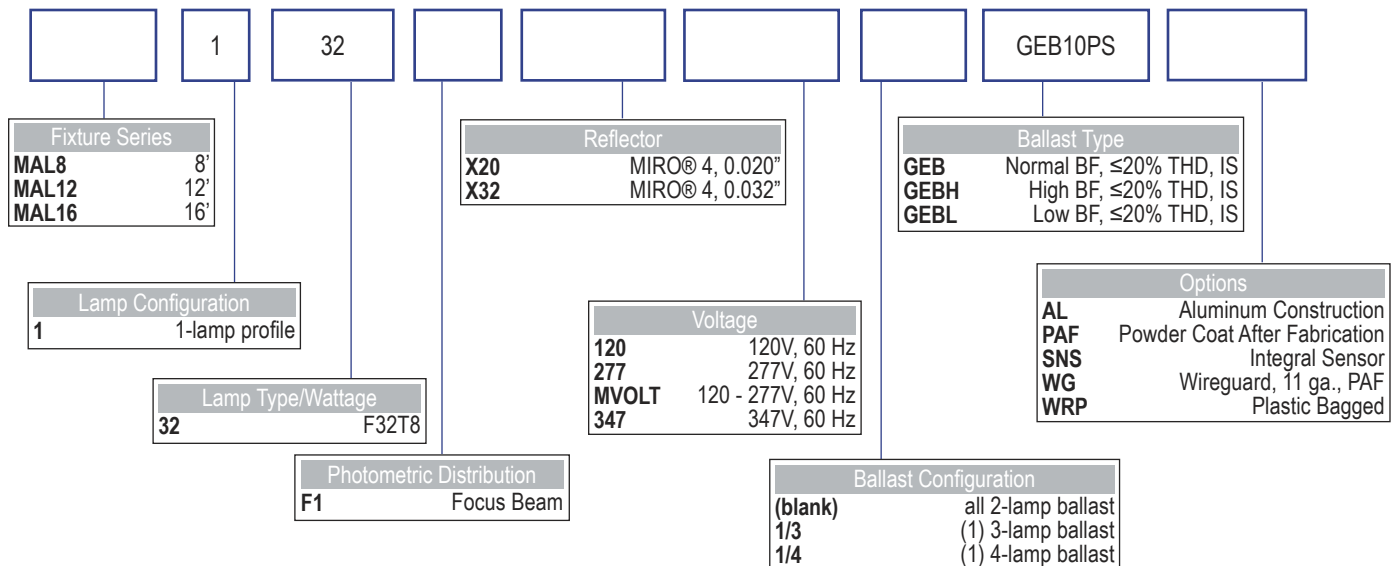 1 32 GEB10PS
Fixture Series
MAL8 8’
MAL12 12’
MAL16 16’
Reflector
X20 MIRO® 4, 0.020”
X32 MIRO® 4, 0.032”
Ballast Type
GEB Normal BF, ≤20% THD, IS
GEBH High BF, ≤20% THD, IS
GEBL Low BF, ≤20% THD, IS
Lamp Configuration
1 1-lamp profile
Voltage
120 120V, 60 Hz
277 277V, 60 Hz
MVOLT 120 - 277V, 60 Hz
347 347V, 60 Hz
Options
AL Aluminum Construction
PAF Powder Coat After Fabrication
SNS Integral Sensor
WG Wireguard, 11 ga., PAF
WRP Plastic Bagged
Lamp Type/Wattage
32 F32T8
Photometric Distribution
F1 Focus Beam
Ballast Configuration
(blank) all 2-lamp ballast
1/3 (1) 3-lamp ballast
1/4 (1) 4-lamp ballast